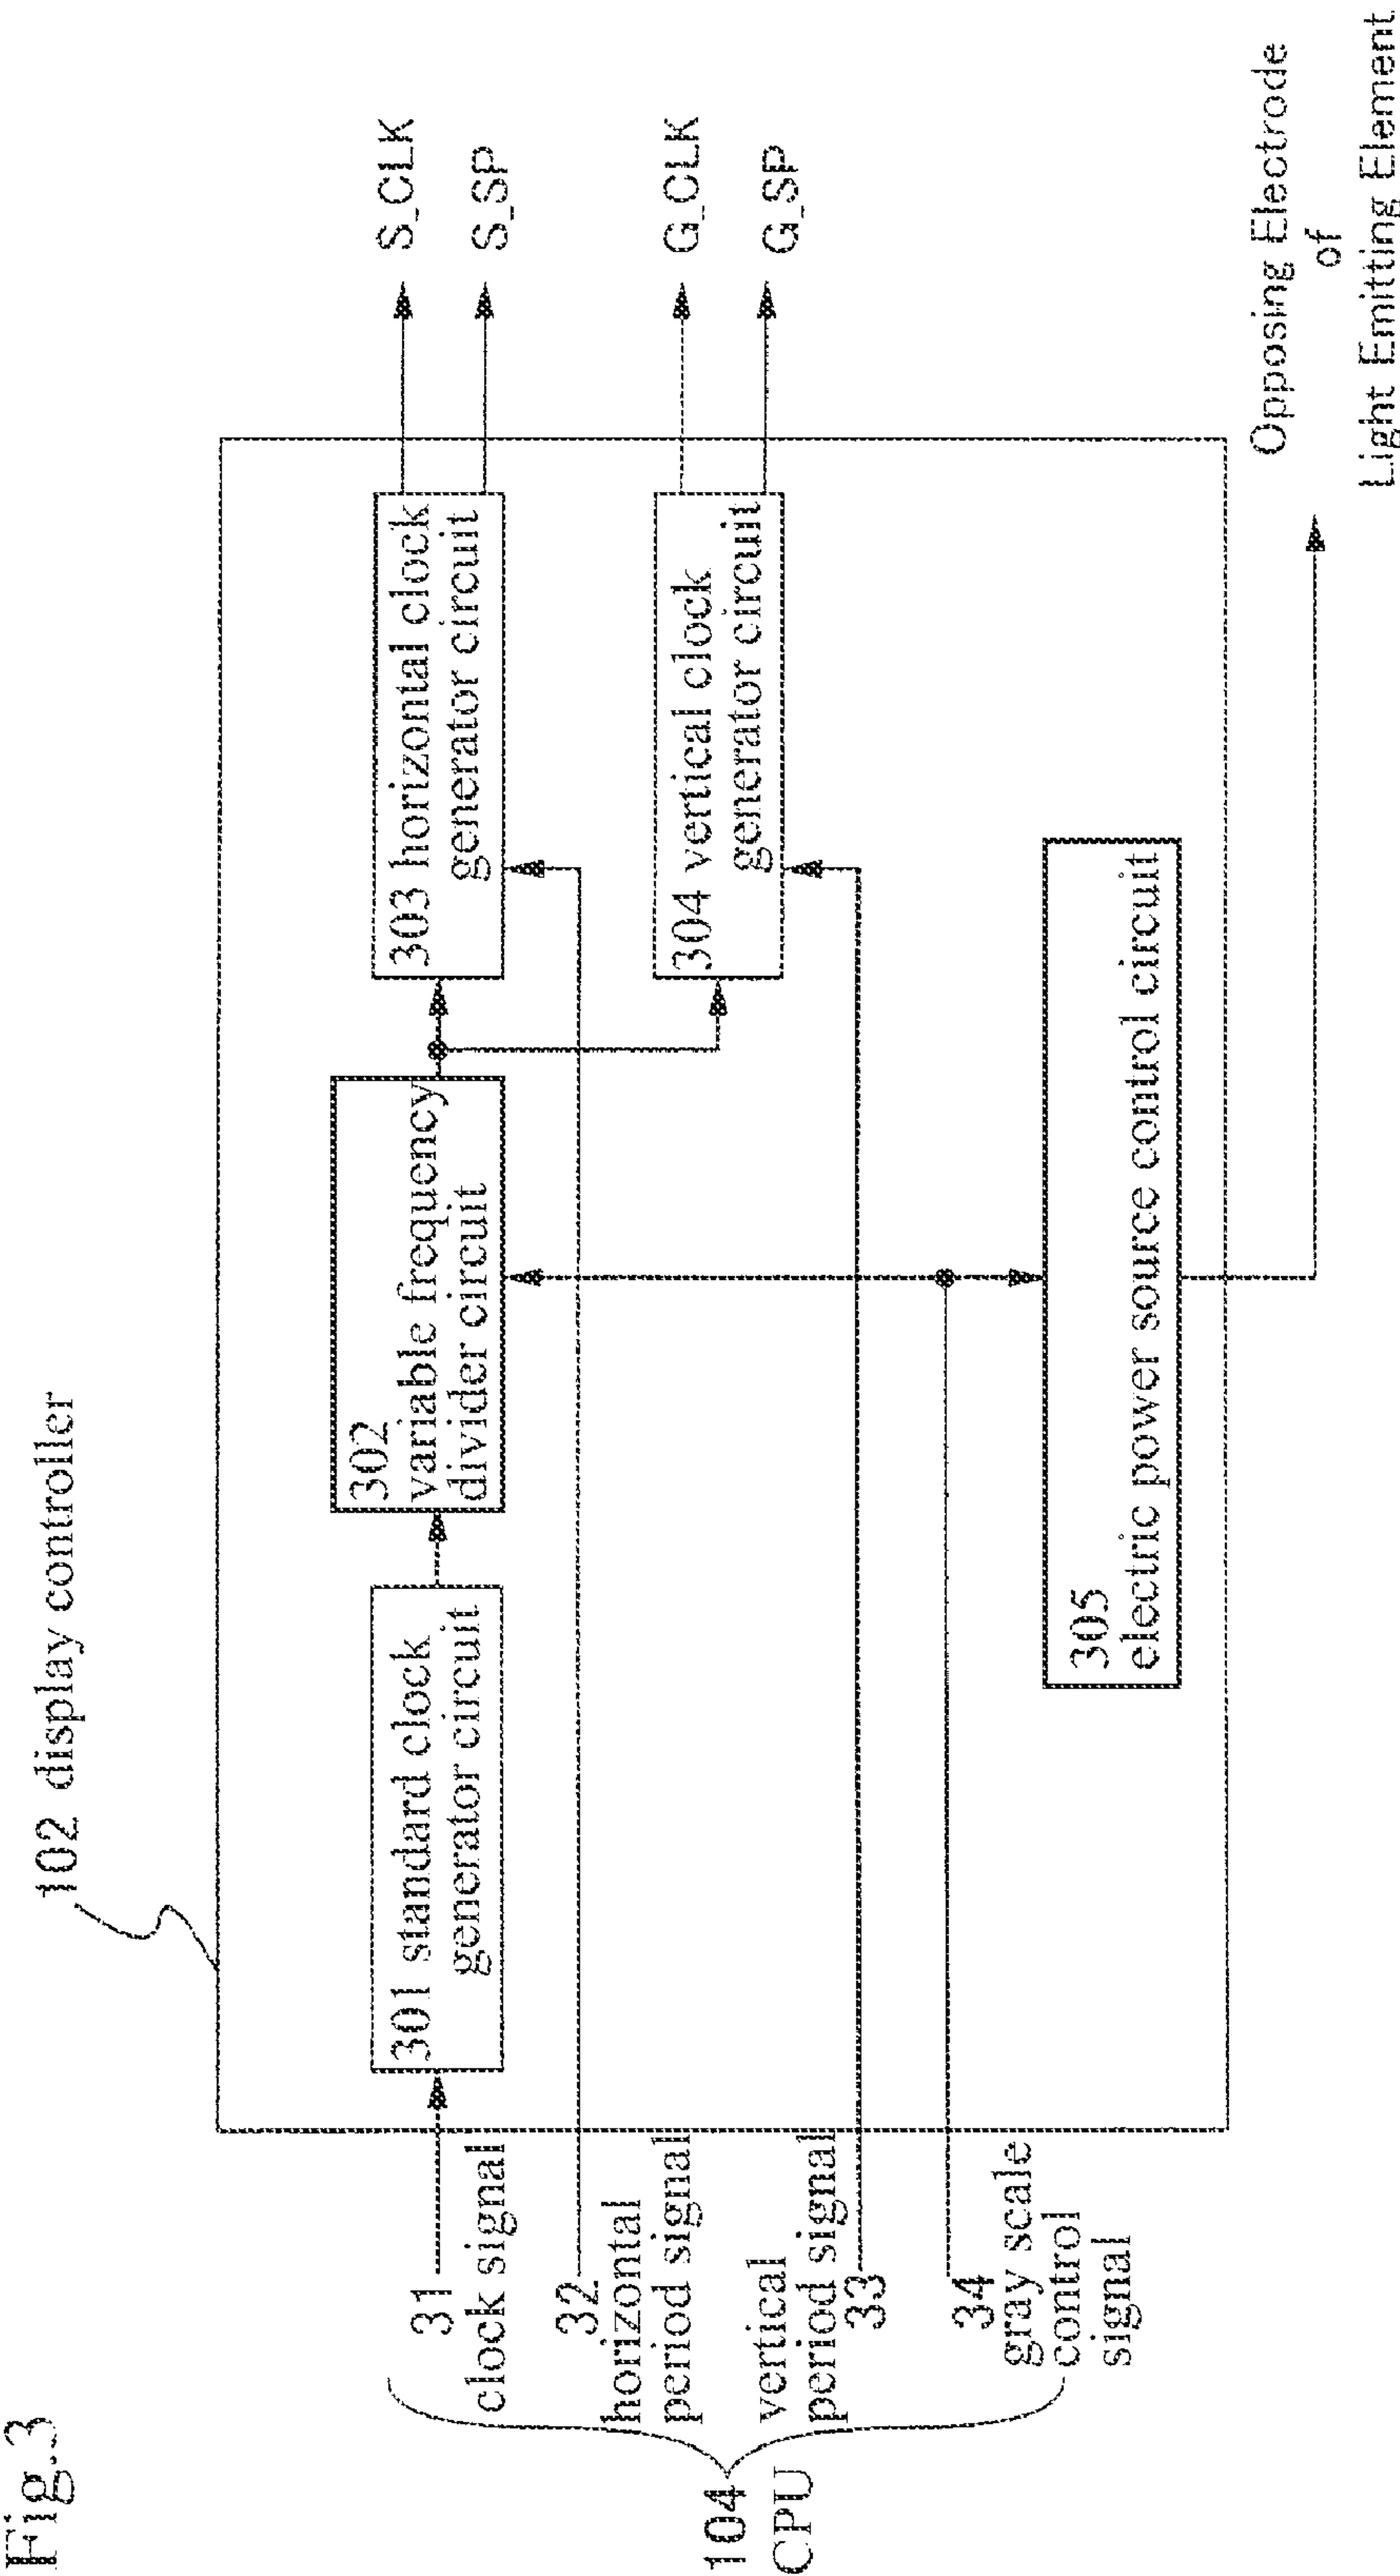 Fig.3
102 display controller
301 standard clock
generator circuit
302
variable frequency
divider circuit
303 horizontal clock
generator circuit
304 vertical clock
generator circuit
305
electric power source control circuit
S_CLK
S_SP
G_CLK
G_SP
31
clock signal
32
horizontal
period signal
vertical
period signal
33
34
gray scale
control
signal
104
CPU
Opposing Electrode
of
Light Emitting Element